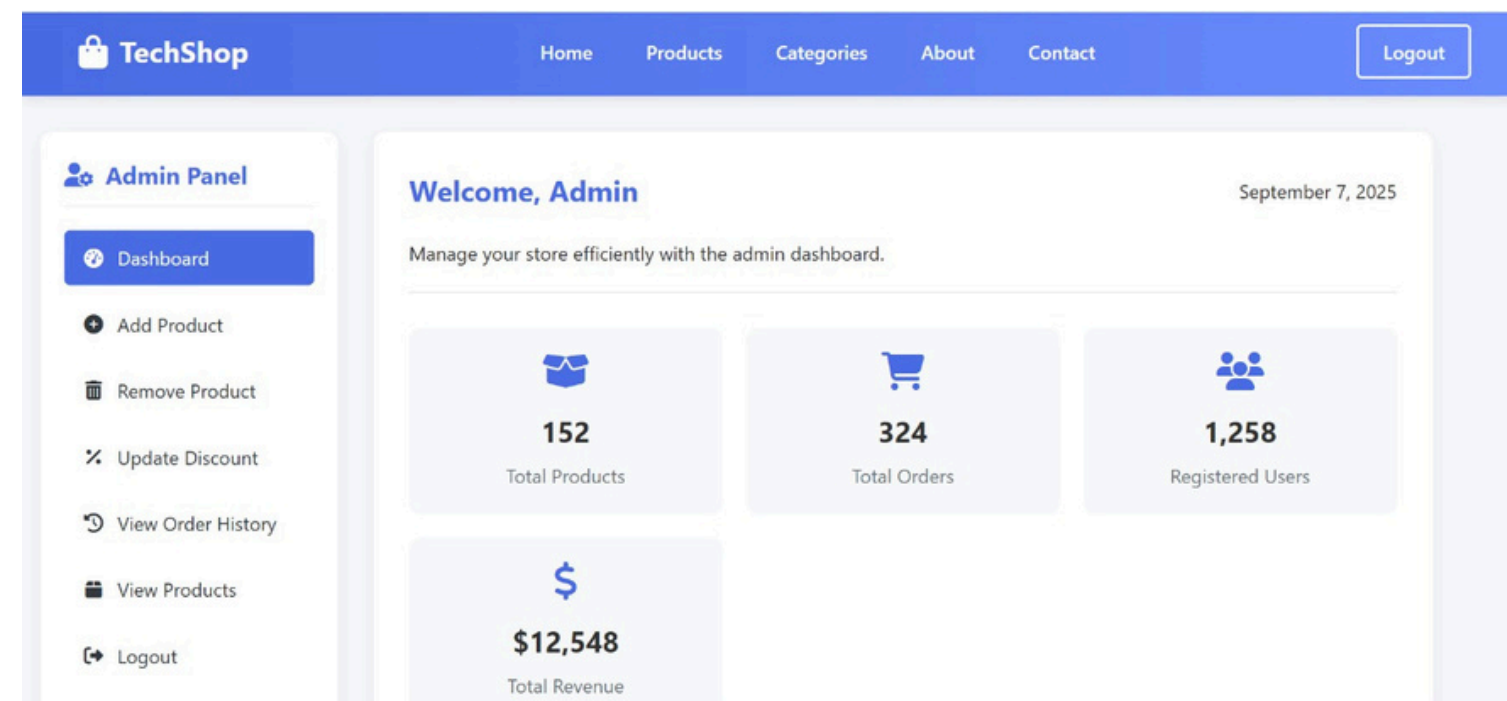 TechShop
Home Products Categories About Contact
Logout
Admin Panel
Dashboard
Add Product
Remove Product
Update Discount
View Order History
View Products
Logout
Welcome, Admin
September 7, 2025
Manage your store efficiently with the admin dashboard.
152
Total Products
324
Total Orders
1,258
Registered Users
$
$12,548
Total Revenue